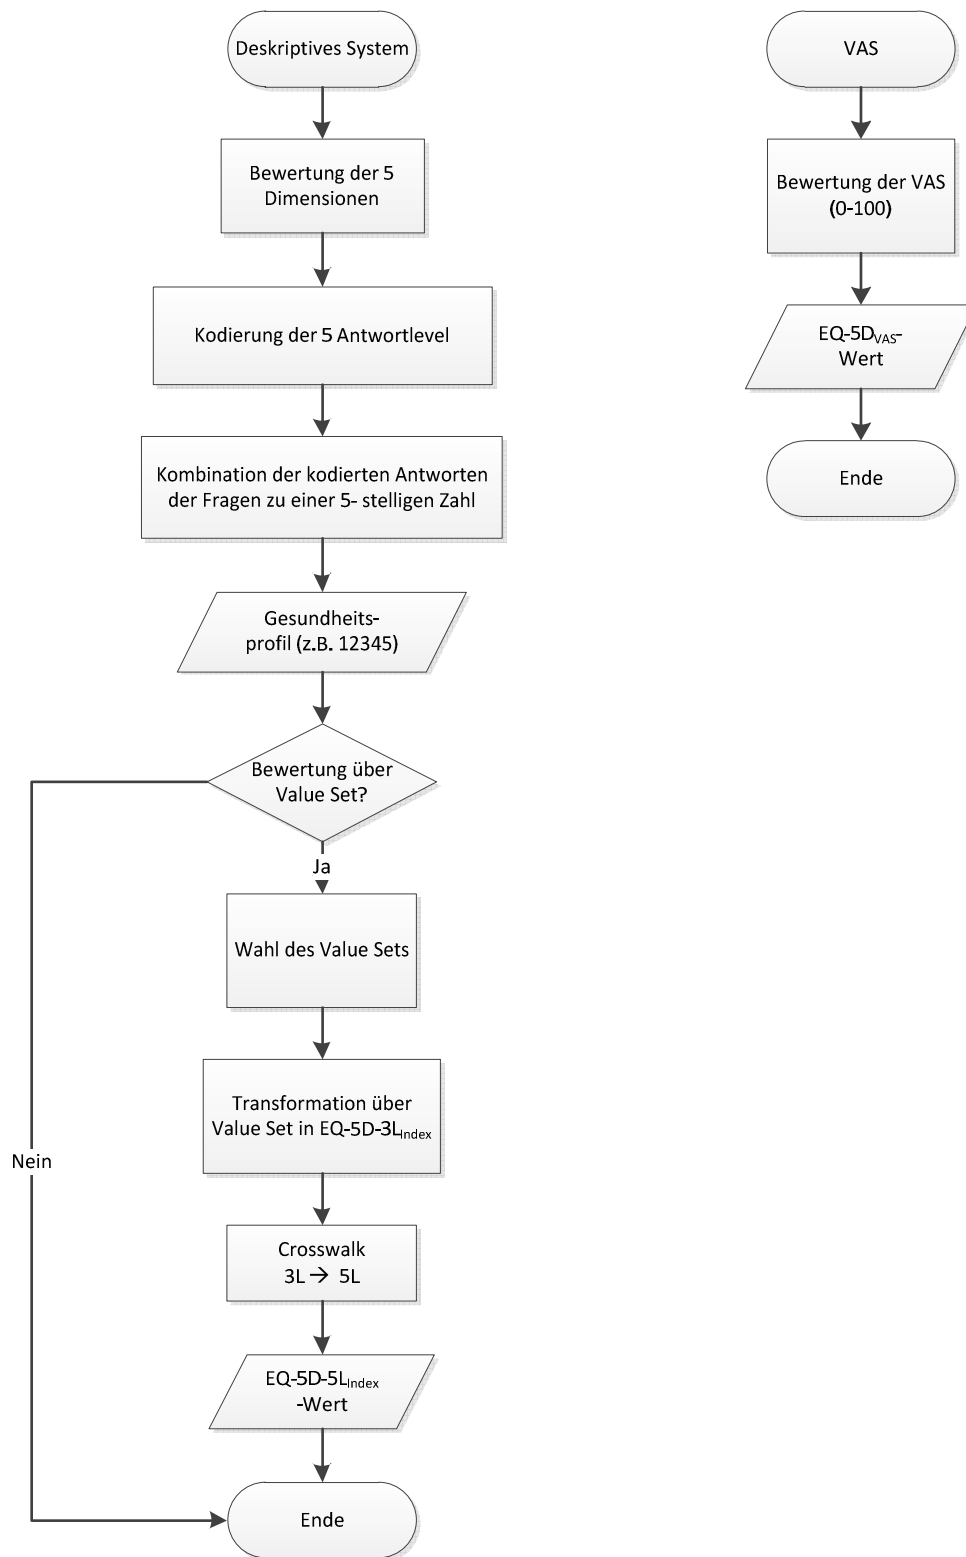 Deskriptives System
Bewertung der 5
Dimensionen
Kodierung der 5 Antwortlevel
Kombination der kodierten Antworten
der Fragen zu einer 5- stelligen Zahl
Gesundheits-
profil (z.B. 12345)
Bewertung über
Value Set?
Ja
Wahl des Value Sets
Transformation über
Value Set in EQ-5D-3LIndex
Nein
Crosswalk
3L → 5L
EQ-5D-5LIndex
-Wert
Ende
VAS
Bewertung der VAS
(0-100)
EQ-5DVAS-
Wert
Ende